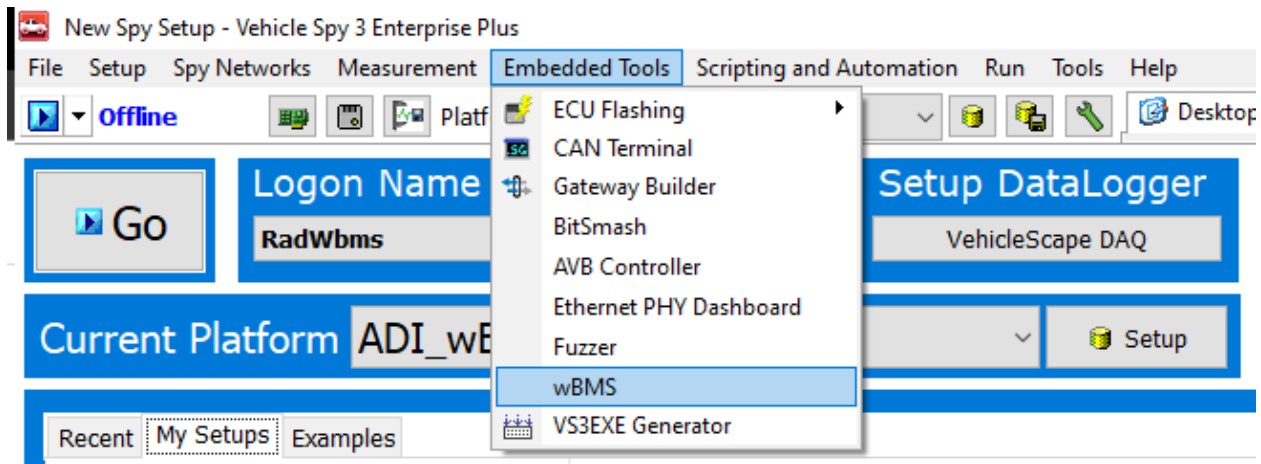 New Spy Setup - Vehicle Spy 3 Enterprise Plus
File Setup Spy Networks Measurement Embedded Tools Scripting and Automation Run Tools Help
Offline Platf Desktop
ECU Flashing
CAN Terminal
Gateway Builder
BitSmash
AVB Controller
Ethernet PHY Dashboard
Fuzzer
wBMS
VS3EXE Generator
Go
Logon Name
RadWbms
Setup DataLogger
VehicleScape DAQ
Current Platform ADI_wB Setup
Recent My Setups Examples